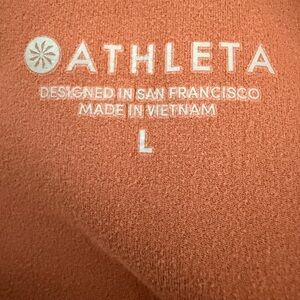 ATHLETA
DESIGNED IN SAN FRANCISCO
MADE IN VIETNAM
L